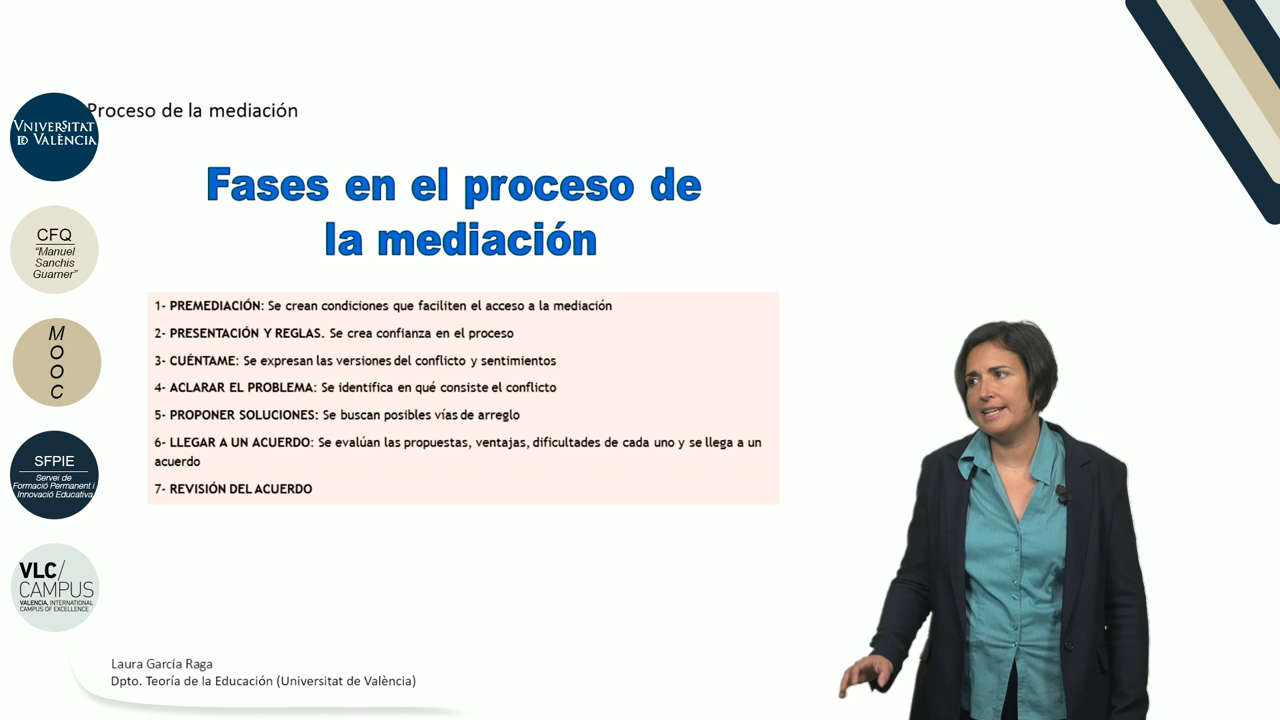 Proceso de la mediación
VNIVERSITAT
ID VALÈNCIA
Fases en el proceso de
la mediación
CFQ
“Manuel
Sanchis
Guarner”
1- PREMEDIACIÓN: Se crean condiciones que faciliten el acceso a la mediación
2- PRESENTACIÓN Y REGLAS. Se crea confianza en el proceso
3- CUÉNTAME: Se expresan las versiones del conflicto y sentimientos
4- ACLARAR EL PROBLEMA: Se identifica en qué consiste el conflicto
5- PROPONER SOLUCIONES: Se buscan posibles vías de arreglo
6- LLEGAR A UN ACUERDO: Se evalúan las propuestas, ventajas, dificultades de cada uno y se llega a un
acuerdo
7- REVISIÓN DEL ACUERDO
M
O
O
C
SFPIE
Servei de
Formació Permanent i
Innovació Educativa
VLC/
CAMPUS
VALENCIA, INTERNATIONAL
CAMPUS OF EXCELLENCE
Laura García Raga
Dpto. Teoría de la Educación (Universitat de València)